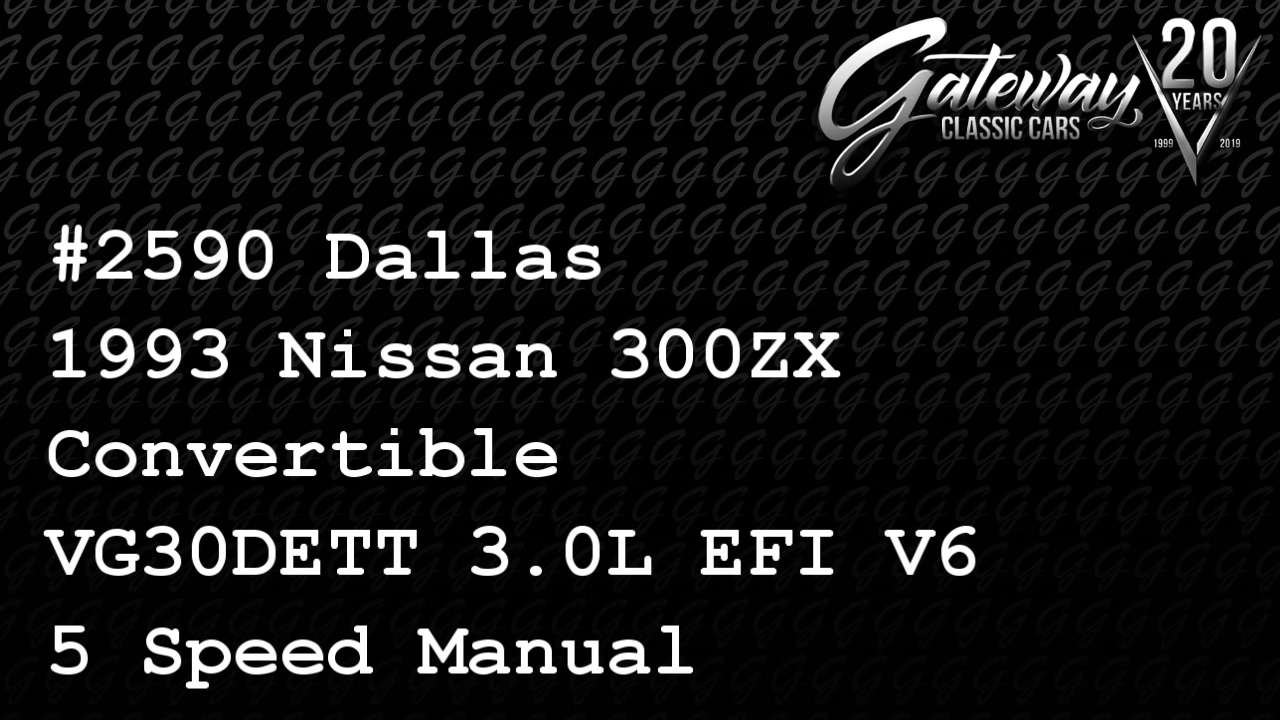 Gateway
CLASSIC CARS
20
YEARS
1999 2019
#2590 Dallas
1993 Nissan 300ZX
Convertible
VG30DETT 3.0L EFI V6
5 Speed Manual